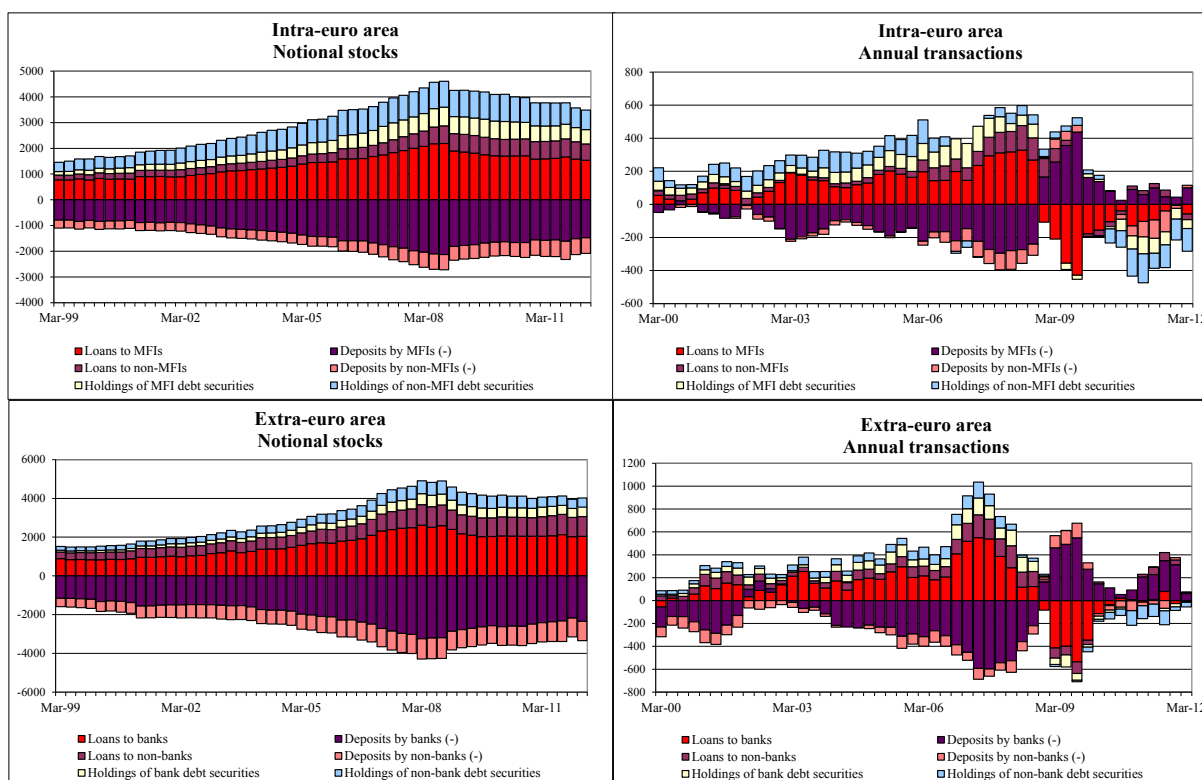 Intra-euro area
Notional stocks
5000
4000
3000
2000
1000
0
-1000
-2000
-3000
-4000
Mar-99 Mar-02 Mar-05 Mar-08 Mar-11
Loans to MFIs Deposits by MFIs (-)
Loans to non-MFIs Deposits by non-MFIs (-)
Holdings of MFI debt securities Holdings of non-MFI debt securities
Intra-euro area
Annual transactions
800
600
400
200
0
-200
-400
-600
Mar-00 Mar-03 Mar-06 Mar-09 Mar-12
Loans to MFIs Deposits by MFIs (-)
Loans to non-MFIs Deposits by non-MFIs (-)
Holdings of MFI debt securities Holdings of non-MFI debt securities
Extra-euro area
Notional stocks
6000
4000
2000
0
-2000
-4000
-6000
Mar-99 Mar-02 Mar-05 Mar-08 Mar-11
Loans to banks Deposits by banks (-)
Loans to non-banks Deposits by non-banks (-)
Holdings of bank debt securities Holdings of non-bank debt securities
Extra-euro area
Annual transactions
1200
1000
800
600
400
200
0
-200
-400
-600
-800
Mar-00 Mar-03 Mar-06 Mar-09 Mar-12
Loans to banks Deposits by banks (-)
Loans to non-banks Deposits by non-banks (-)
Holdings of bank debt securities Holdings of non-bank debt securities